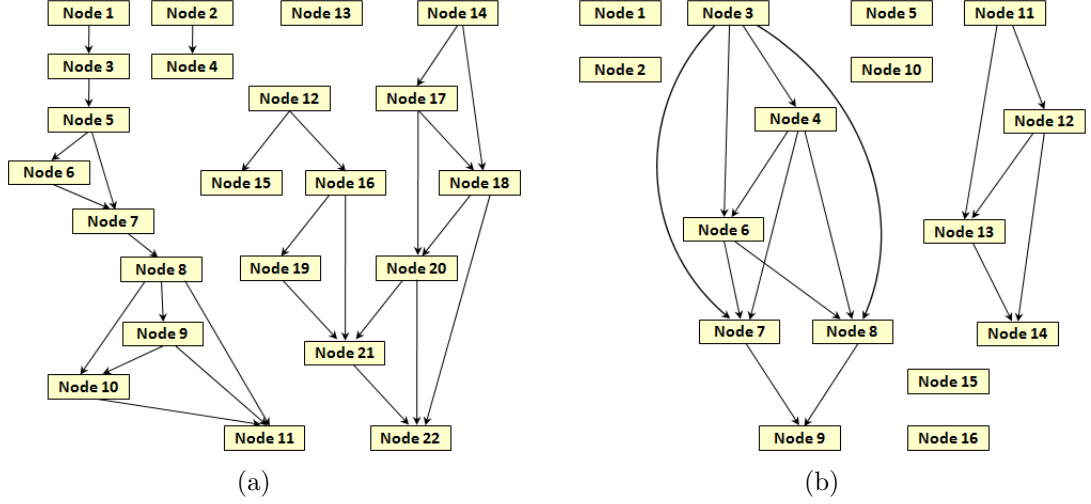 Node 1
Node 2
Node 13
Node 14
Node 3
Node 4
Node 12
Node 17
Node 5
Node 6
Node 15
Node 16
Node 18
Node 7
Node 8
Node 19
Node 20
Node 9
Node 21
Node 10
Node 11
Node 22
(a)
Node 1
Node 3
Node 5
Node 11
Node 2
Node 10
Node 4
Node 12
Node 6
Node 13
Node 7
Node 8
Node 14
Node 15
Node 9
Node 16
(b)